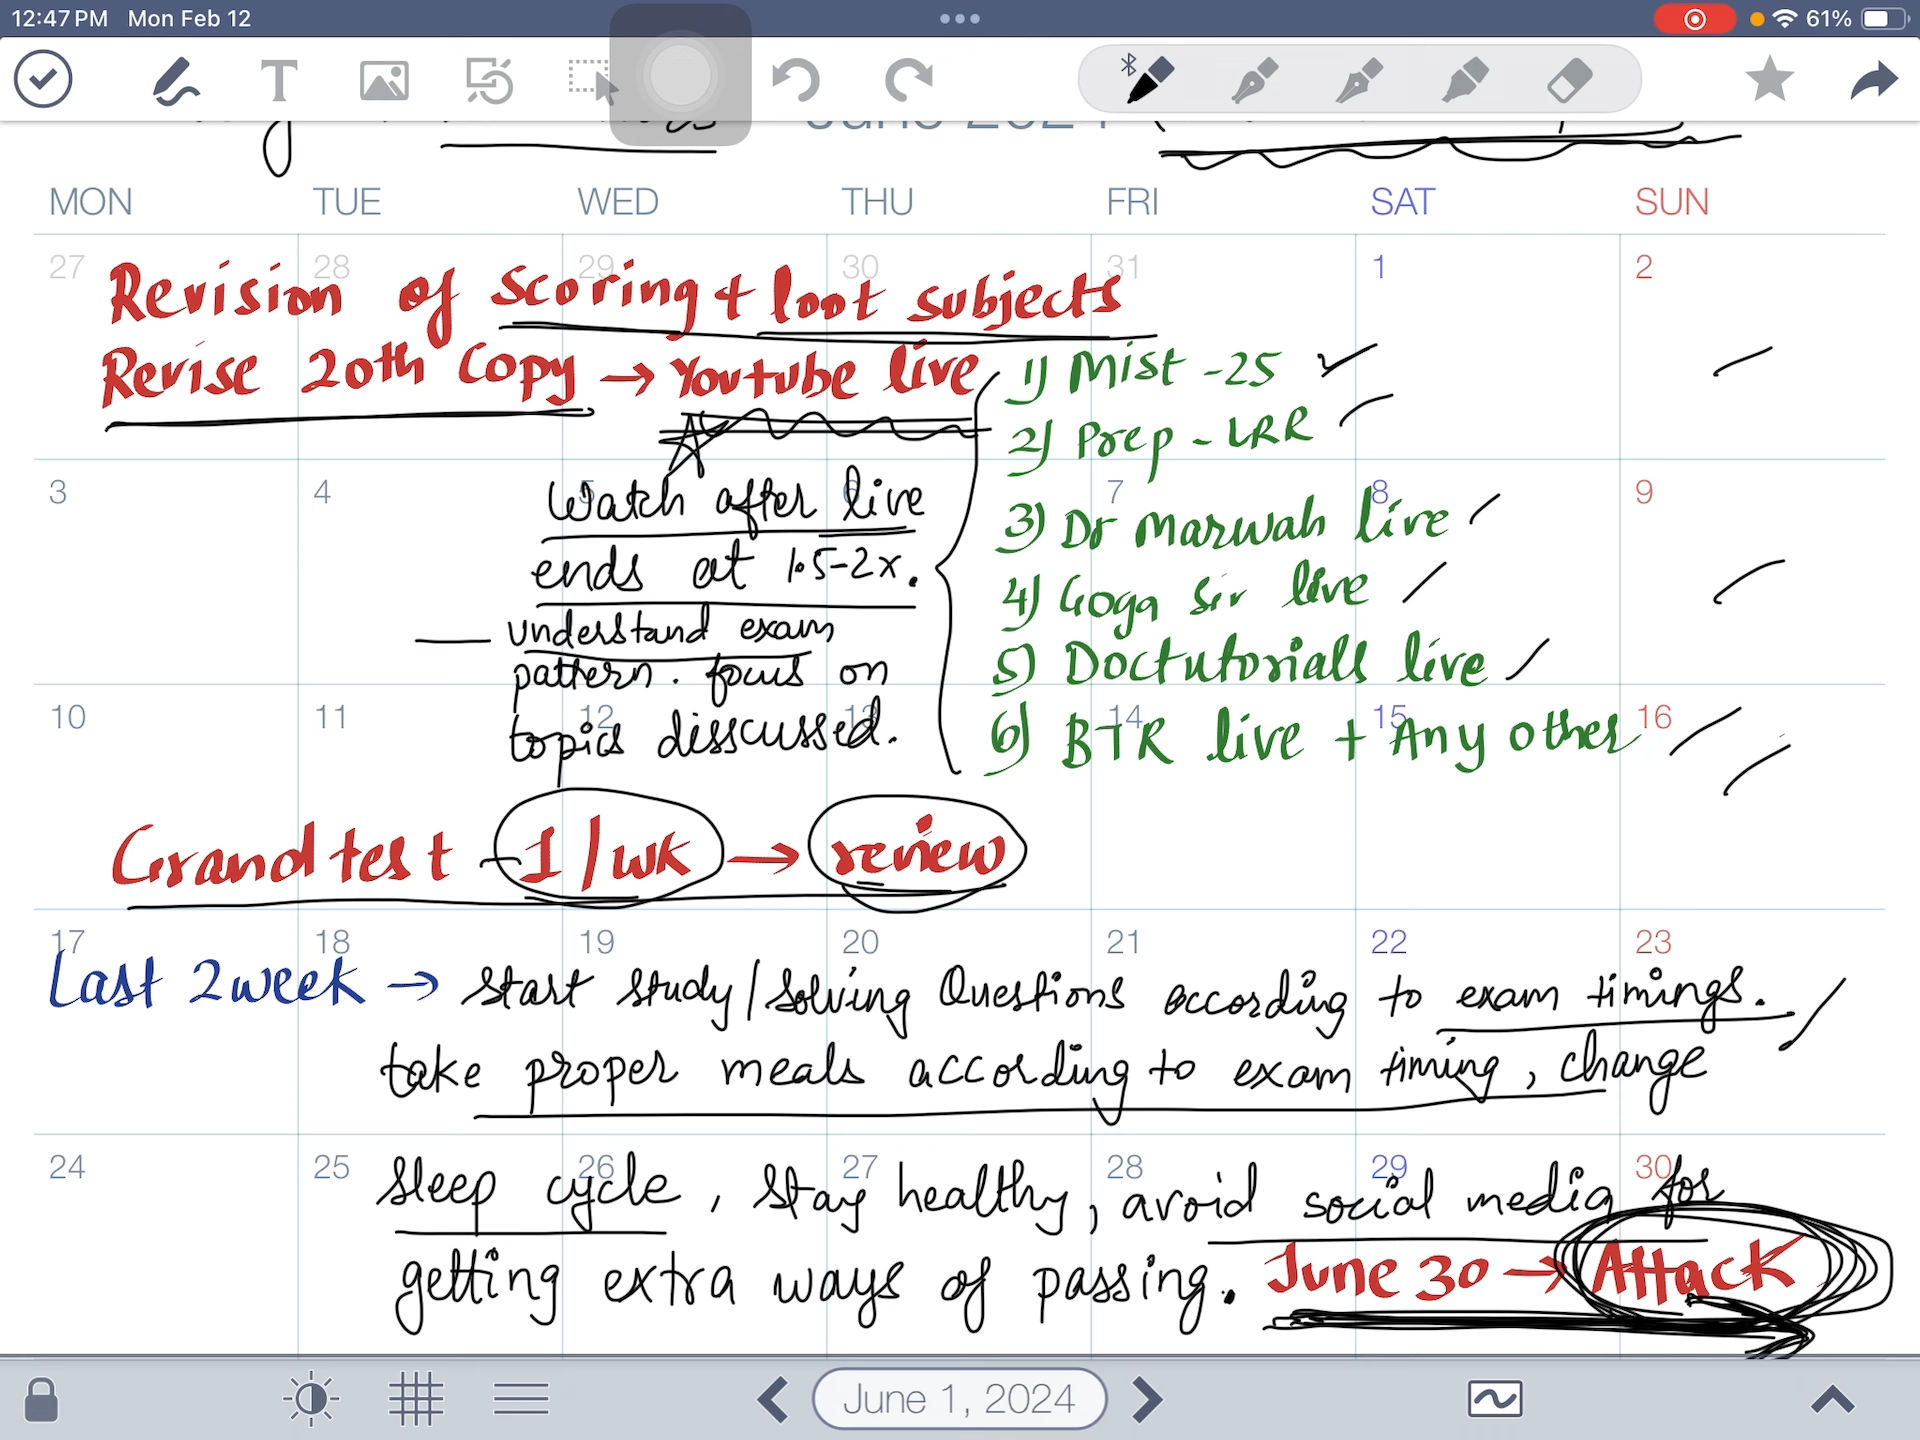 12:47 PM Mon Feb 12
61%
June 2024
MON TUE WED THU FRI SAT SUN
27 28 29 30 31 1 2
Revision of scoring + loot subjects
Revise 20th Copy → Youtube live
1) Mist -25
2) Prep - LRR
3 4 5 6 7 8 9
Watch after live
ends at 1.5-2x.
understand exam
pattern. focus on
topics disscussed.
3) Dr Marwah live
4) Goga Sir live
5) Doctutorials live
10 11 12 13 14 15 16
6) BTR live + Any other
Grand test - 1/wk → review
17 18 19 20 21 22 23
Last 2 week → start study/solving Questions according to exam timings.
take proper meals according to exam timing, change
24 25 26 27 28 29 30
sleep cycle, stay healthy, avoid social media for
getting extra ways of passing. June 30 → Attack
June 1, 2024